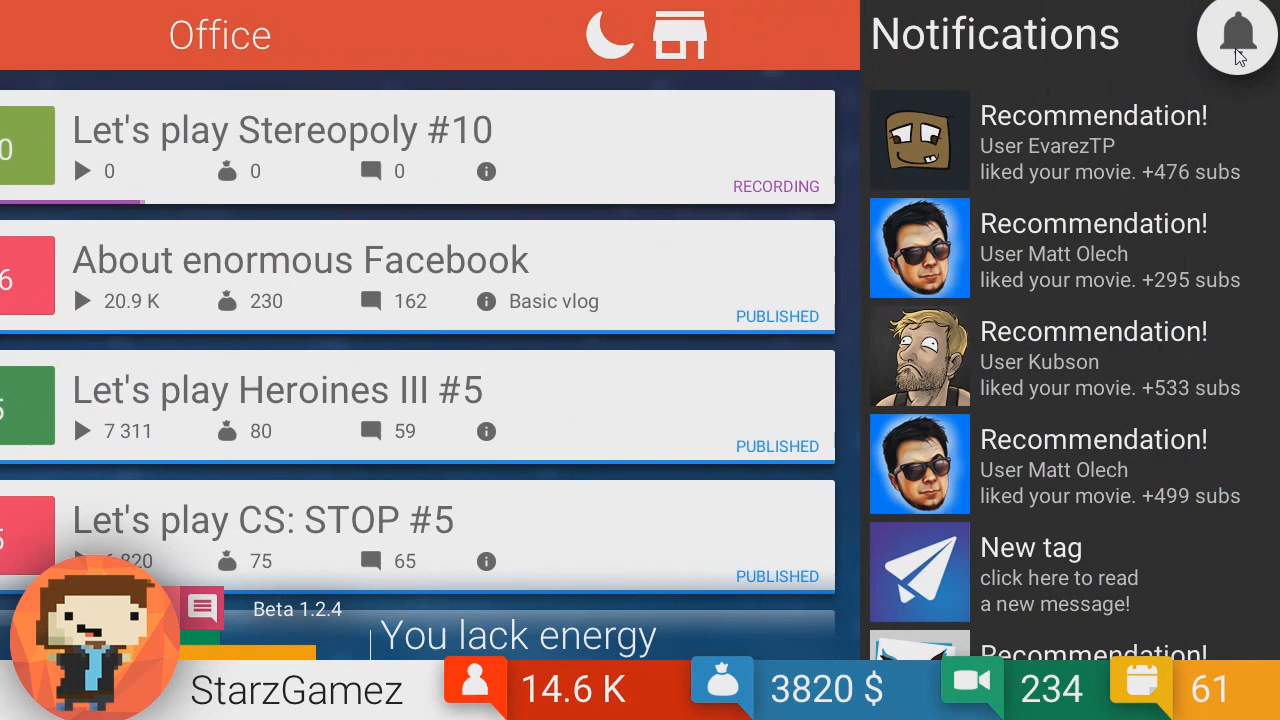 Office
Let's play Stereopoly #10
0 0 0
RECORDING
About enormous Facebook
20.9 K 230 162 Basic vlog
PUBLISHED
Let's play Heroines III #5
7 311 80 59
PUBLISHED
Let's play CS: STOP #5
820 75 65
PUBLISHED
Beta 1.2.4
You lack energy
StarzGamez
14.6 K
3820 $
234
61
Notifications
Recommendation!
User EvarezTP
liked your movie. +476 subs
Recommendation!
User Matt Olech
liked your movie. +295 subs
Recommendation!
User Kubson
liked your movie. +533 subs
Recommendation!
User Matt Olech
liked your movie. +499 subs
New tag
click here to read
a new message!
Recommendation!